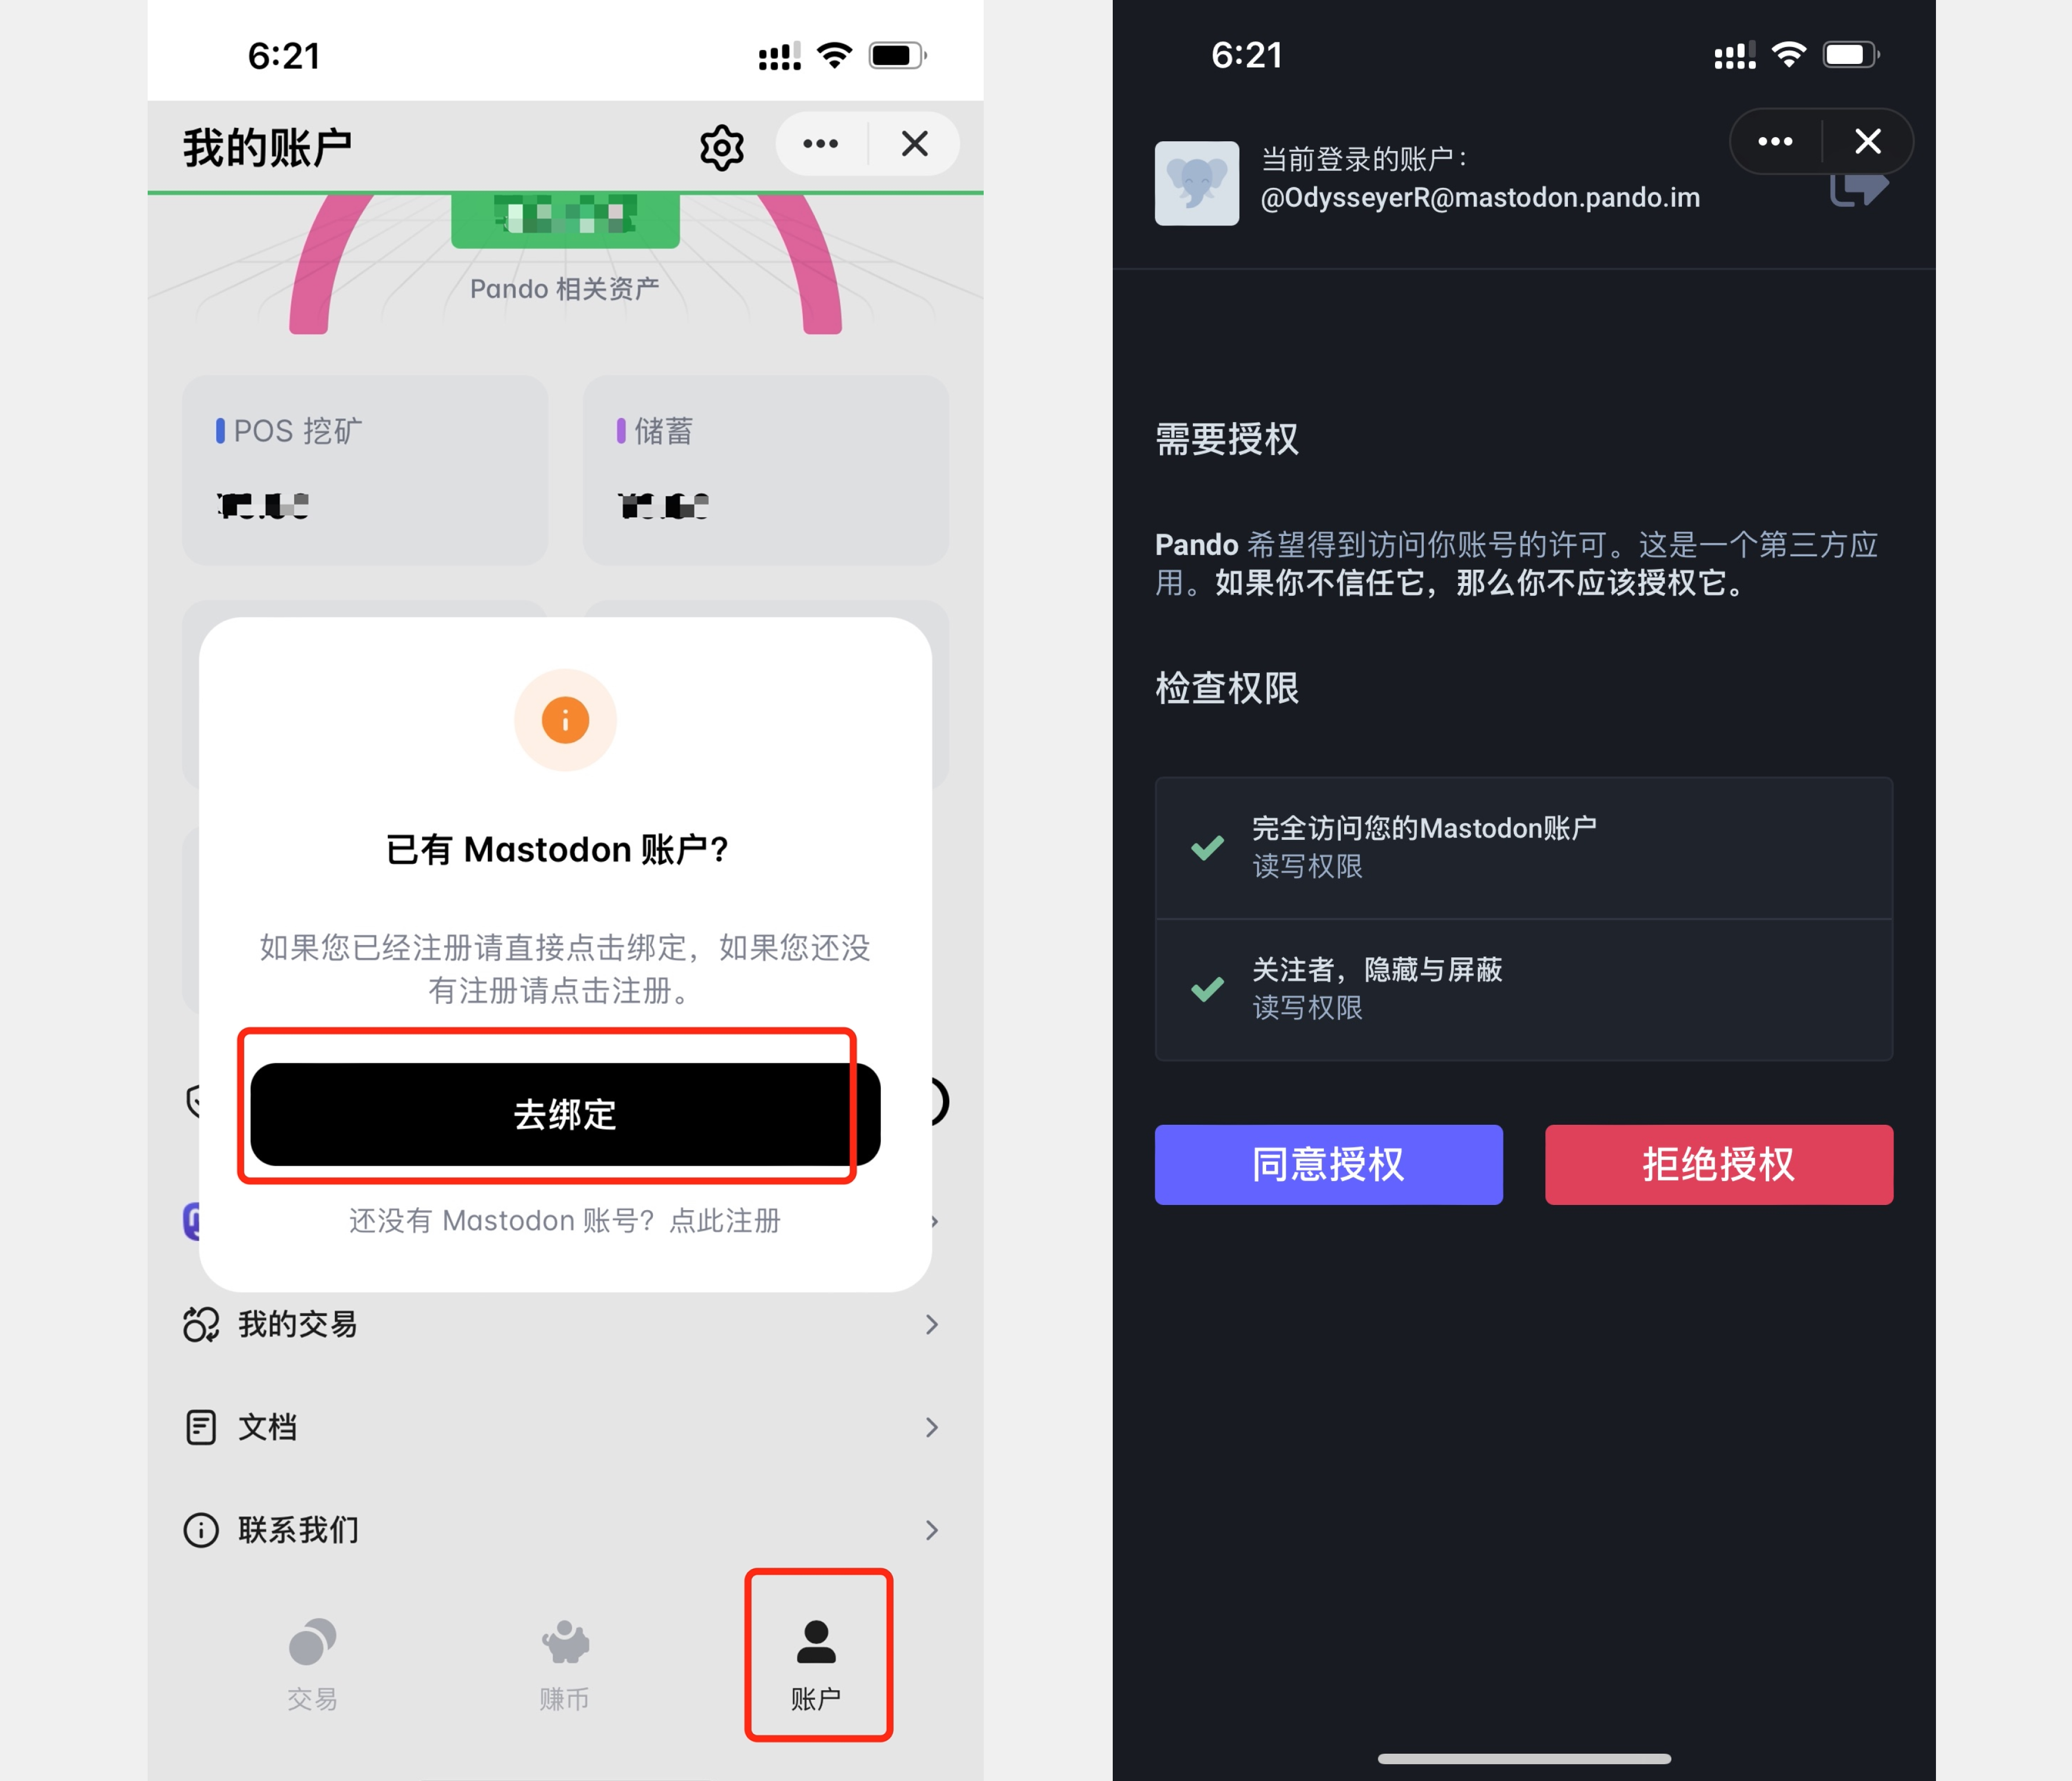 6:21
我的账户
Pando 相关资产
POS 挖矿
储蓄
已有 Mastodon 账户?
如果您已经注册请直接点击绑定，如果您还没
有注册请点击注册。
去绑定
还没有 Mastodon 账号？点此注册
我的交易
文档
联系我们
交易
赚币
账户
6:21
当前登录的账户：
@OdysseyerR@mastodon.pando.im
需要授权
Pando 希望得到访问你账号的许可。这是一个第三方应
用。如果你不信任它，那么你不应该授权它。
检查权限
完全访问您的Mastodon账户
读写权限
关注者，隐藏与屏蔽
读写权限
同意授权
拒绝授权